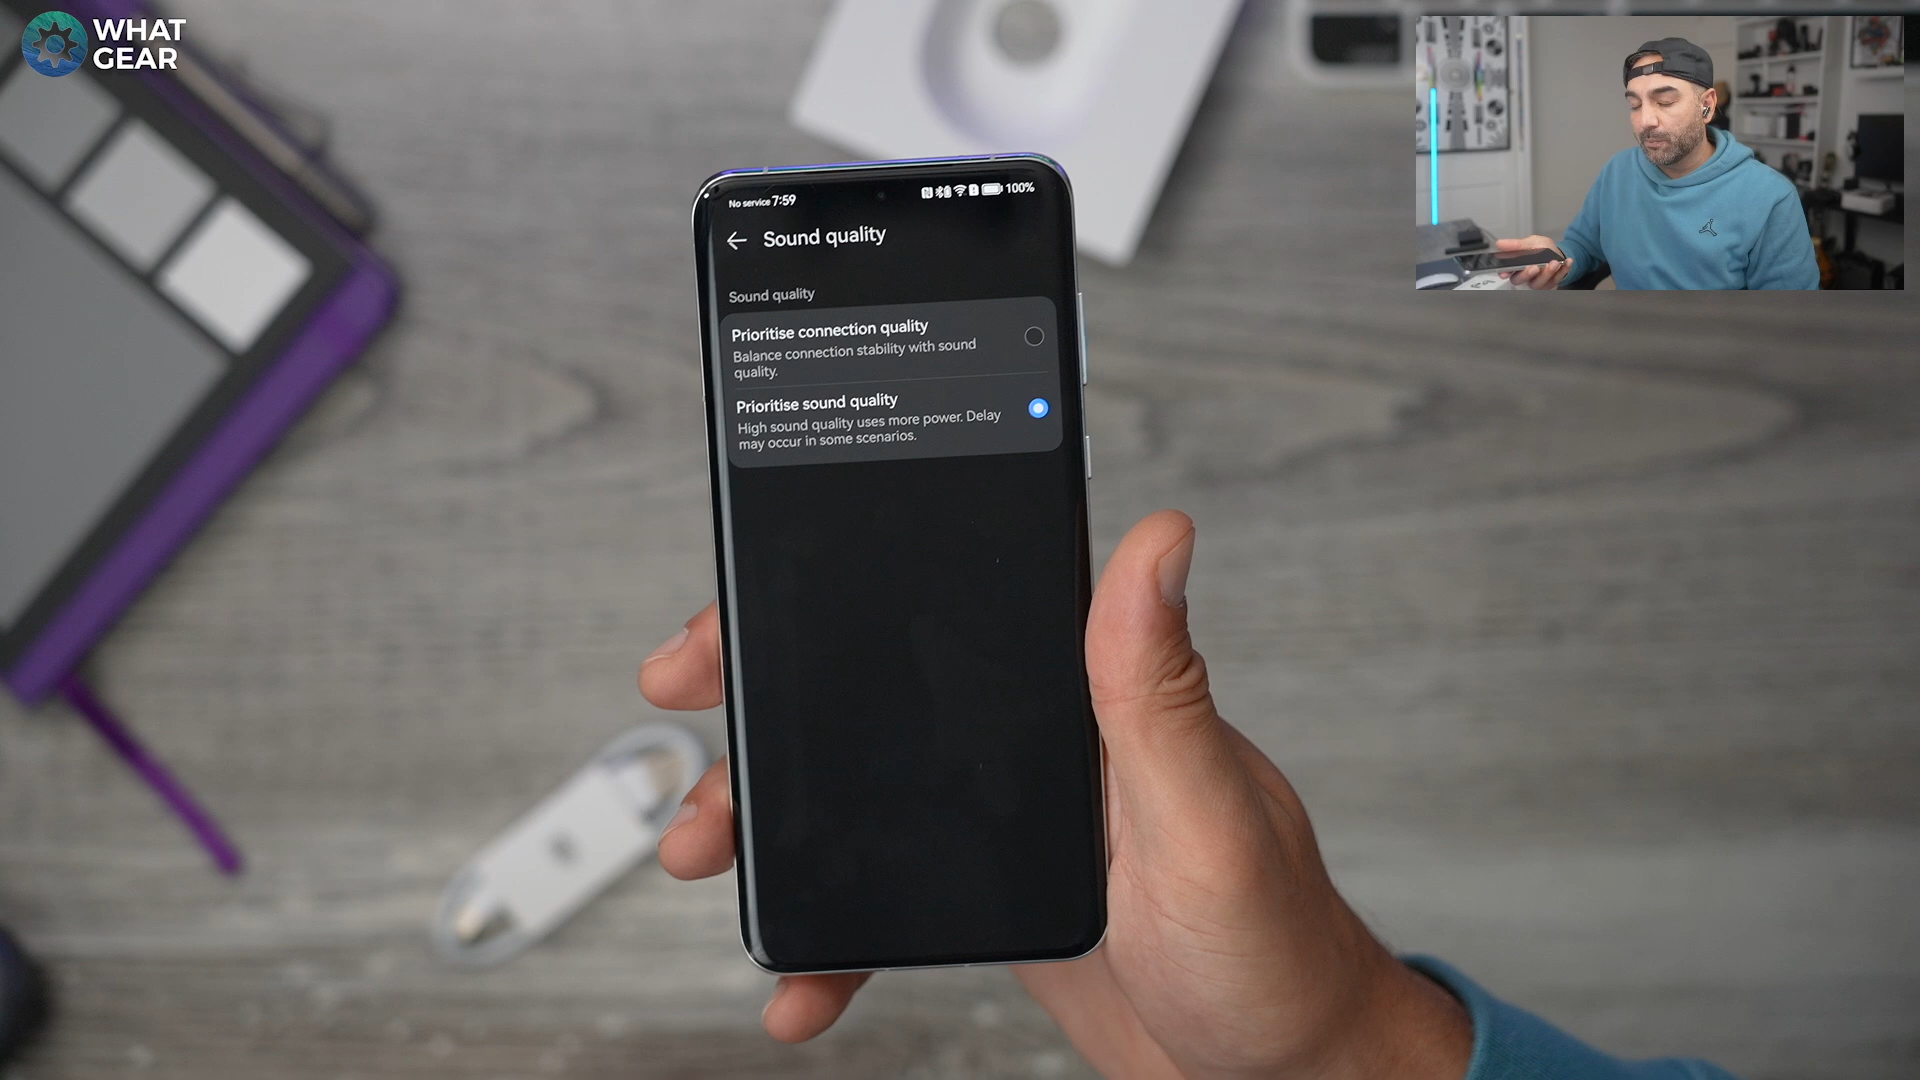 WHAT
GEAR
No service 7:59
100%
Sound quality
Sound quality
Prioritise connection quality
Balance connection stability with sound
quality.
Prioritise sound quality
High sound quality uses more power. Delay
may occur in some scenarios.